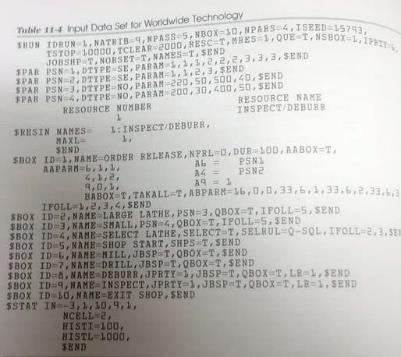 Table 11-4 Input Data Set for Worldwide Technology
$RUN IDRUN=1,NATRIB=9,NPASS=5,NBOX=10,NPARS=4,ISEED=15793,
TSTOP=10000,TCLEAR=2000,RESC=T,MRES=1,QUE=T,NSBOX=1,IPRTY=
JOBSHP=T,NORSET=T,NAMES=T,$END
$PAR PSN=1,DTYPE=SE,PARAM=1,1,1,2,2,2,3,3,3,$END
$PAR PSN=2,DTYPE=SE,PARAM=1,1,2,3,$END
$PAR PSN=3,DTYPE=NO,PARAM=220,50,500,40,$END
$PAR PSN=4,DTYPE=NO,PARAM=200,30,400,50,$END
RESOURCE NUMBER RESOURCE NAME
1 INSPECT/DEBURR
$RESIN NAMES= 1:INSPECT/DEBURR,
MAXL= 1,
$END
$BOX ID=1,NAME=ORDER RELEASE,NFRL=0,DUR=100,AABOX=T,
AAPARM=6,1,1, A6 = PSN1
4,1,2, A4 = PSN2
9,0,1, A9 = 1
BABOX=T,TAKALL=T,ABPARM=16,0,0,33,6,1,33,6,2,33,6,3
IFOLL=1,2,3,4,$END
$BOX ID=2,NAME=LARGE LATHE,PSN=3,QBOX=T,IFOLL=5,$END
$BOX ID=3,NAME=SMALL,PSN=4,QBOX=T,IFOLL=5,$END
$BOX ID=4,NAME=SELECT LATHE,SELECT=T,SELRUL=Q-SQL,IFOLL=2,3,$EN
$BOX ID=5,NAME=SHOP START,SHPS=T,$END
$BOX ID=6,NAME=MILL,JBSP=T,QBOX=T,$END
$BOX ID=7,NAME=DRILL,JBSP=T,QBOX=T,$END
$BOX ID=8,NAME=DEBURR,JPRTY=1,JBSP=T,QBOX=T,LR=1,$END
$BOX ID=9,NAME=INSPECT,JPRTY=1,JBSP=T,QBOX=T,LR=1,$END
$BOX ID=10,NAME=EXIT SHOP,$END
$STAT IN=-3,1,10,9,1,
NCELL=2,
HISTI=100,
HISTL=1000,
$END